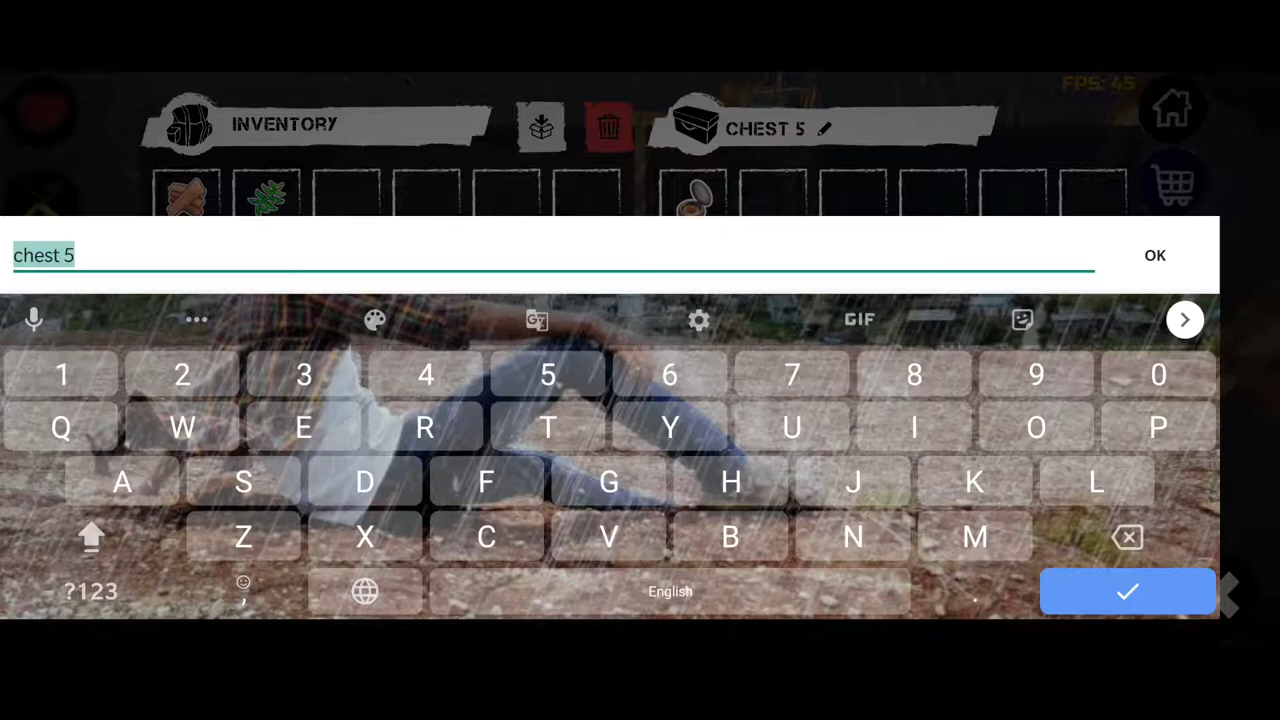 FPS: 45
INVENTORY
CHEST 5
chest 5
OK
GIF
1 2 3 4 5 6 7 8 9 0
Q W E R T Y U I O P
A S D F G H J K L
Z X C V B N M
?123 , English .